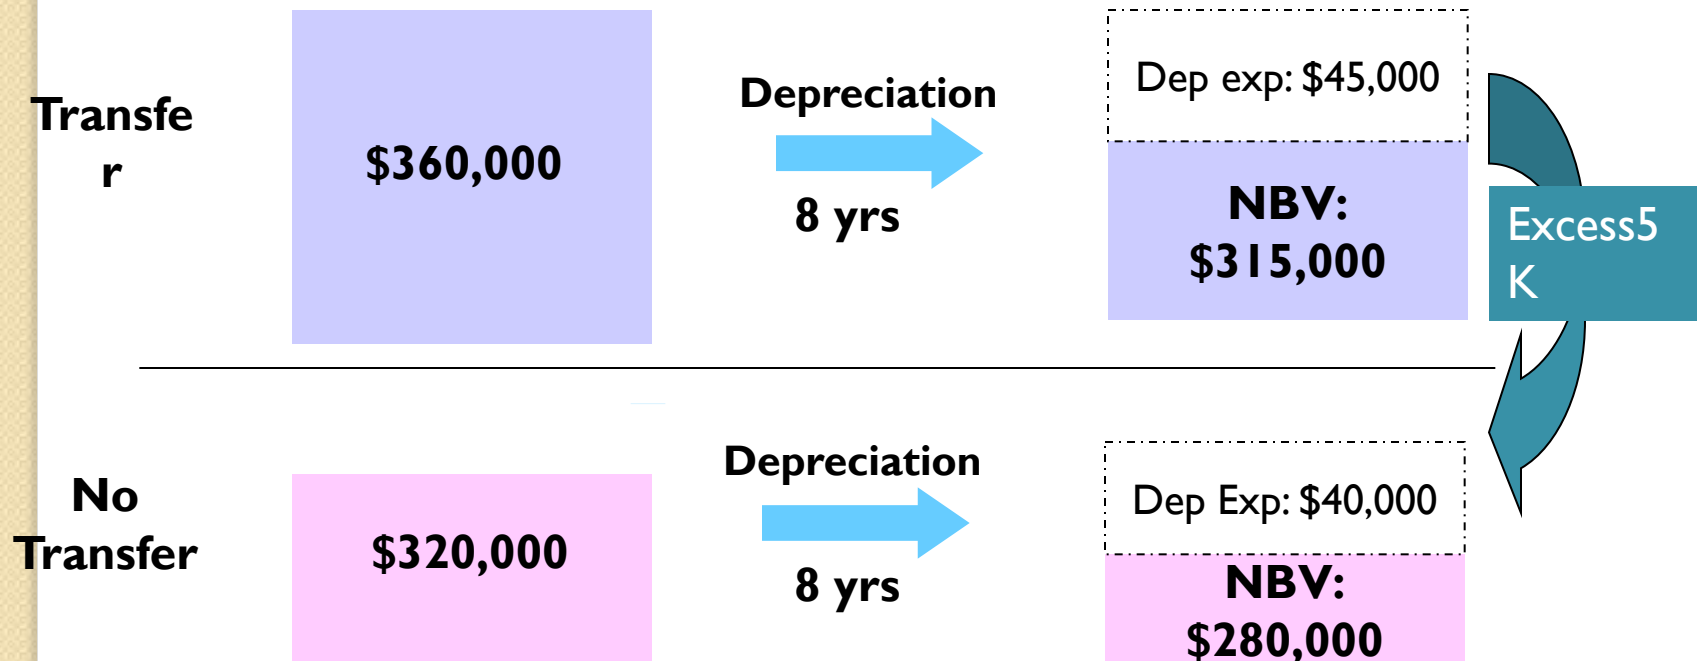 Transfe
r
$360,000
Depreciation
8 yrs
Dep exp: $45,000
NBV:
$315,000
Excess5
K
No
Transfer
$320,000
Depreciation
8 yrs
Dep Exp: $40,000
NBV:
$280,000